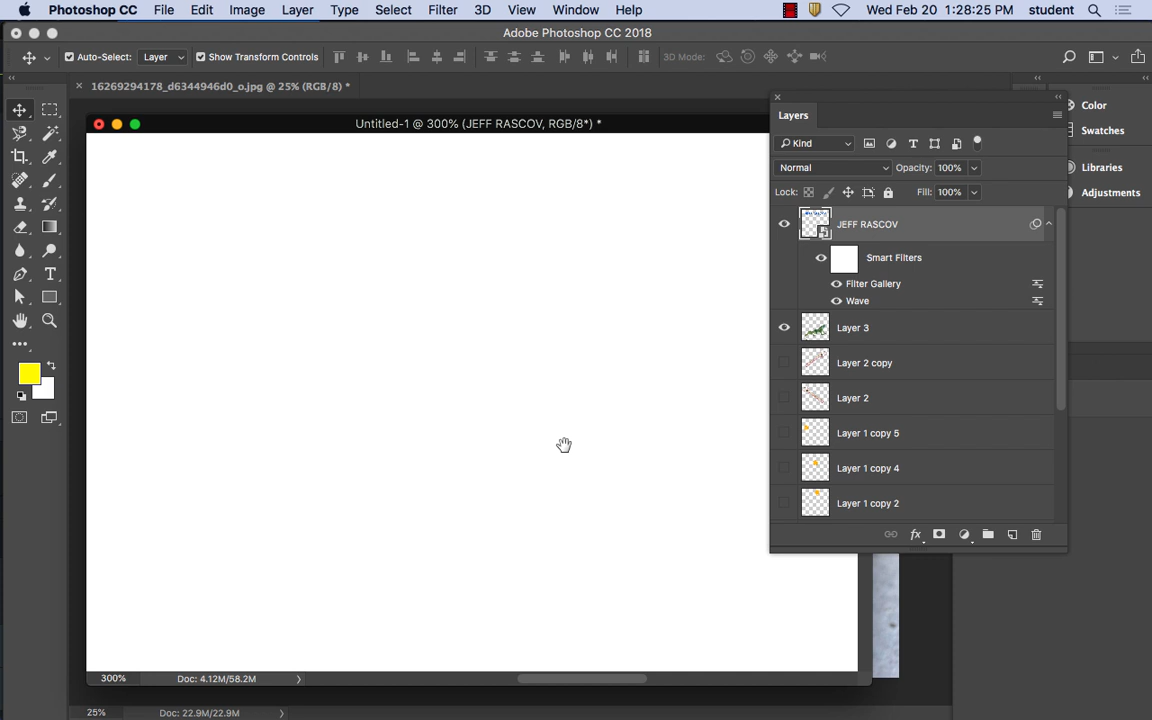 Photoshop CC File Edit Image Layer Type Select Filter 3D View Window Help Wed Feb 20 1:28:25 PM student
Adobe Photoshop CC 2018
Auto-Select: Layer Show Transform Controls 3D Mode:
16269294178_d6344946d0_o.jpg @ 25% (RGB/8) *
Untitled-1 @ 300% (JEFF RASCOV, RGB/8*) *
Layers
Kind
Normal Opacity: 100%
Lock: Fill: 100%
JEFF RASCOV
Smart Filters
Filter Gallery
Wave
Layer 3
Layer 2 copy
Layer 2
Layer 1 copy 5
Layer 1 copy 4
Layer 1 copy 2
fx
Color
Swatches
Libraries
Adjustments
300% Doc: 4.12M/58.2M
25% Doc: 22.9M/22.9M